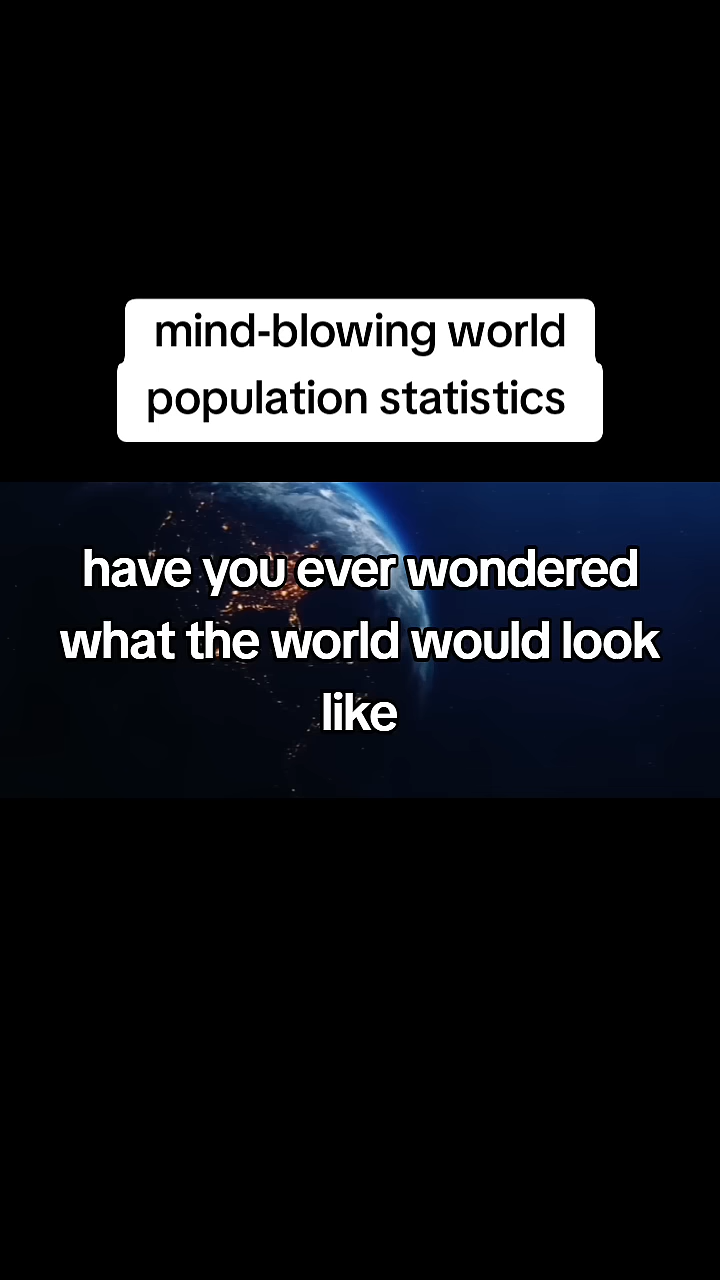 mind-blowing world
population statistics
have you ever wondered
what the world would look
like